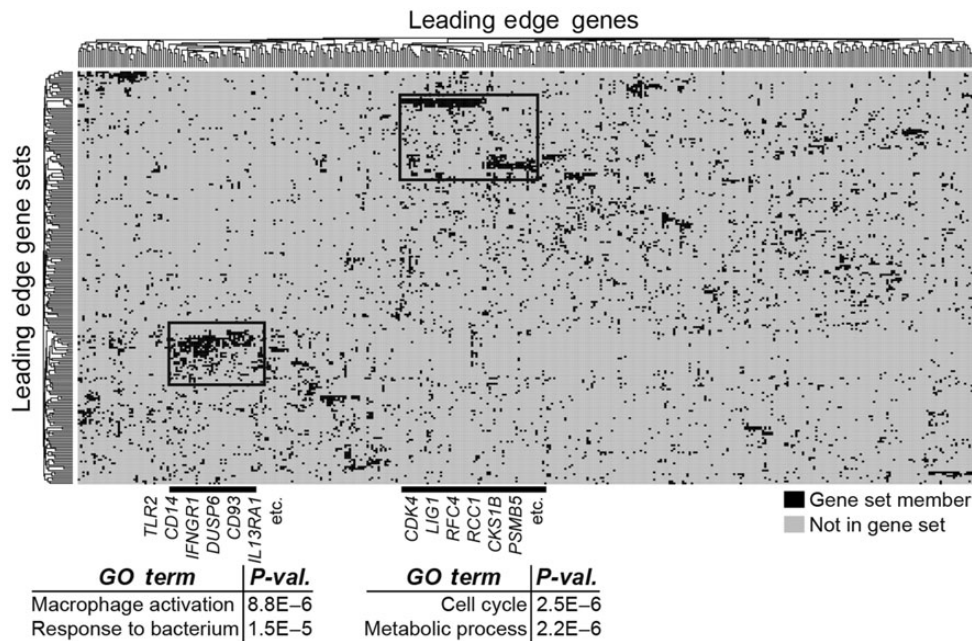 Leading edge genes
Leading edge gene sets
TLR2
CD14
IFNGR1
DUSP6
CD93
IL13RA1
etc.
CDK4
LIG1
RFC4
RCC1
CKS1B
PSMB5
etc.
Gene set member
Not in gene set
GO term P-val.
Macrophage activation 8.8E–6
Response to bacterium 1.5E–5
GO term P-val.
Cell cycle 2.5E–6
Metabolic process 2.2E–6